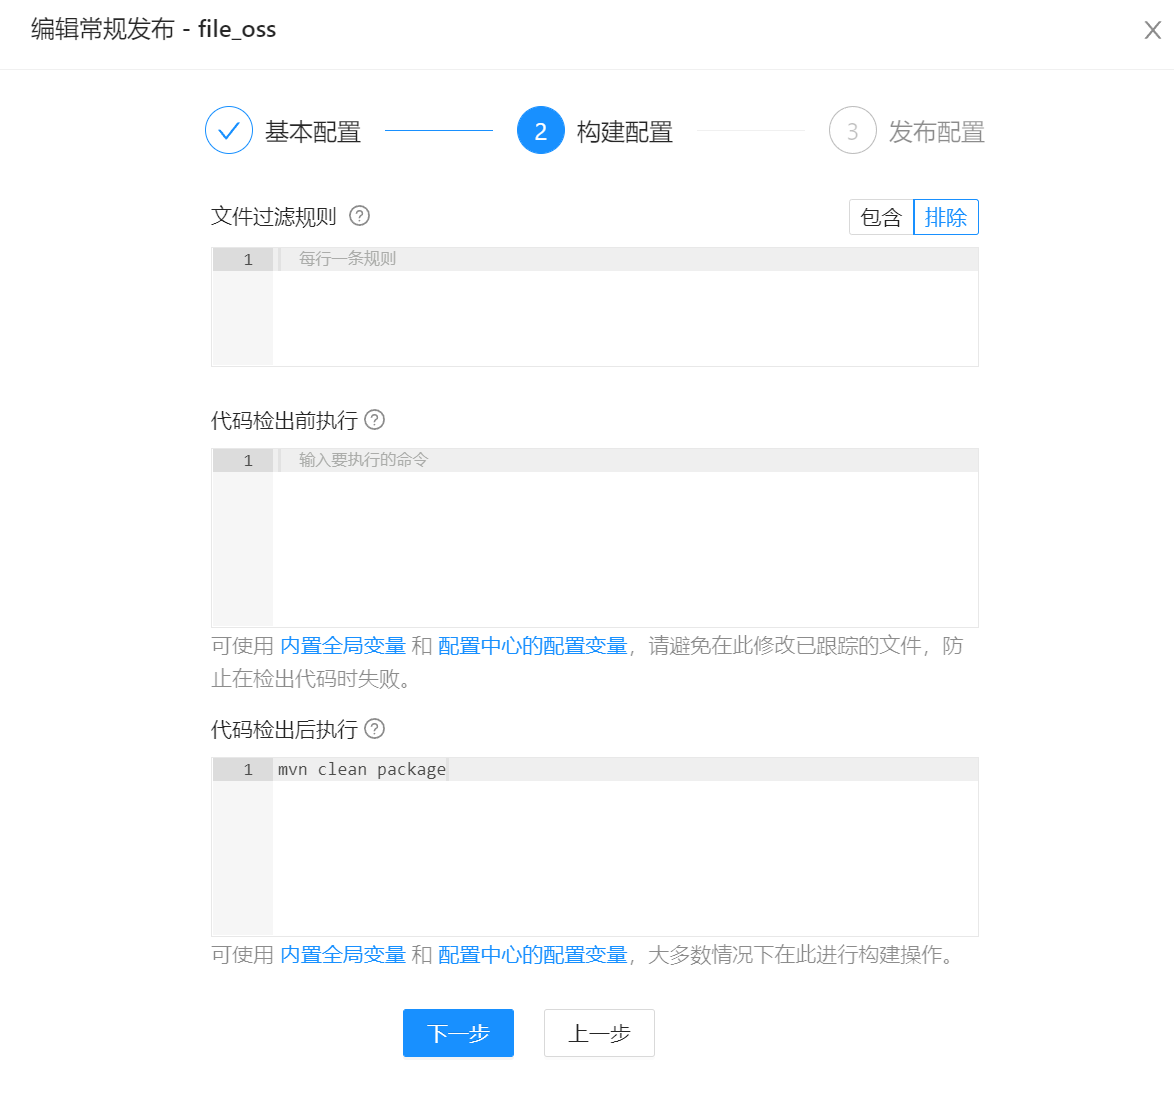 编辑常规发布 - file_oss
基本配置
2 构建配置
3 发布配置
文件过滤规则 ?
包含 排除
1 每行一条规则
代码检出前执行 ?
1 输入要执行的命令
可使用 内置全局变量 和 配置中心的配置变量，请避免在此修改已跟踪的文件，防
止在检出代码时失败。
代码检出后执行 ?
1 mvn clean package
可使用 内置全局变量 和 配置中心的配置变量，大多数情况下在此进行构建操作。
下一步 上一步